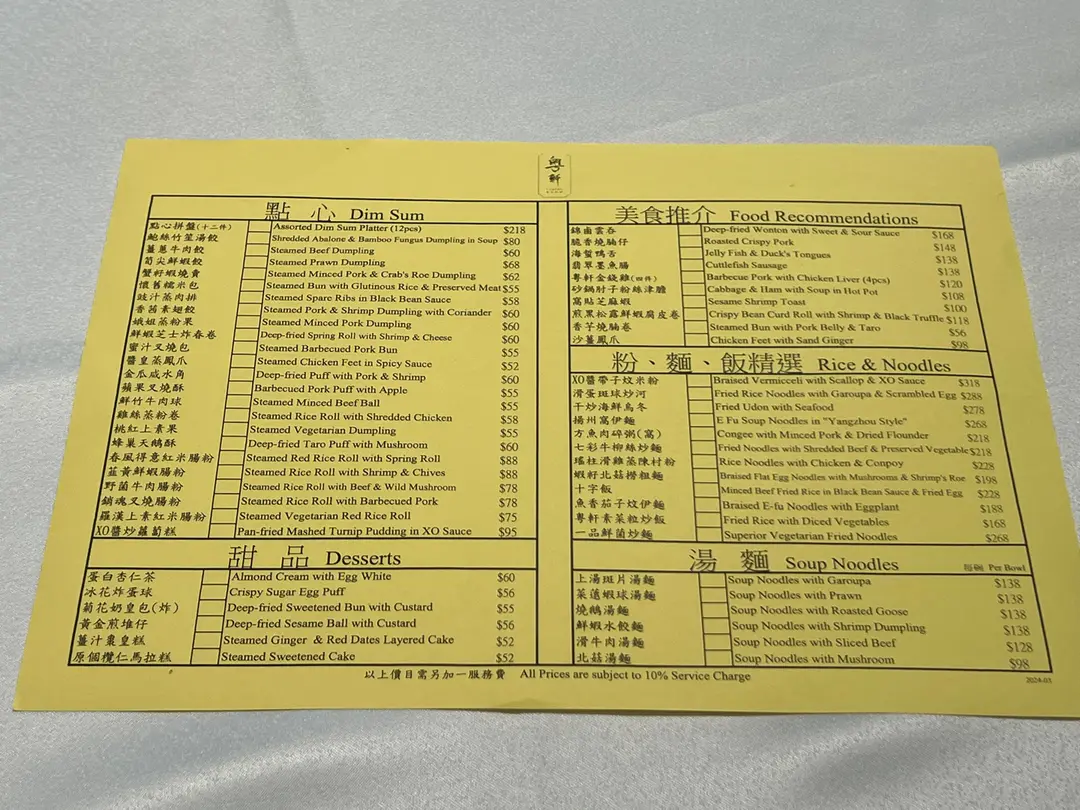 粵軒
點 心 Dim Sum
點心拼盤(十二件) Assorted Dim Sum Platter (12pcs) $218
鮑絲竹笙湯餃 Shredded Abalone & Bamboo Fungus Dumpling in Soup $80
薑蔥牛肉餃 Steamed Beef Dumpling $60
筍尖鮮蝦餃 Steamed Prawn Dumpling $68
蟹籽蝦燒賣 Steamed Minced Pork & Crab's Roe Dumpling $62
懷舊糯米包 Steamed Bun with Glutinous Rice & Preserved Meat $55
豉汁蒸肉排 Steamed Spare Ribs in Black Bean Sauce $58
香茜素翅餃 Steamed Pork & Shrimp Dumpling with Coriander $60
娥姐蒸粉果 Steamed Minced Pork Dumpling $60
鮮蝦芝士炸春卷 Deep-fried Spring Roll with Shrimp & Cheese $60
蜜汁叉燒包 Steamed Barbecued Pork Bun $55
醬皇蒸鳳爪 Steamed Chicken Feet in Spicy Sauce $52
金瓜咸水角 Deep-fried Puff with Pork & Shrimp $60
蘋果叉燒酥 Barbecued Pork Puff with Apple $55
鮮竹牛肉球 Steamed Minced Beef Ball $55
雞絲蒸粉卷 Steamed Rice Roll with Shredded Chicken $58
桃紅上素果 Steamed Vegetarian Dumpling $55
蜂巢天鵝酥 Deep-fried Taro Puff with Mushroom $60
春風得意紅米腸粉 Steamed Red Rice Roll with Spring Roll $88
韮黃鮮蝦腸粉 Steamed Rice Roll with Shrimp & Chives $88
野菌牛肉腸粉 Steamed Rice Roll with Beef & Wild Mushroom $78
銷魂叉燒腸粉 Steamed Rice Roll with Barbecued Pork $78
羅漢上素紅米腸粉 Steamed Vegetarian Red Rice Roll $75
XO醬炒蘿蔔糕 Pan-fried Mashed Turnip Pudding in XO Sauce $95
甜 品 Desserts
蛋白杏仁茶 Almond Cream with Egg White $60
冰花炸蛋球 Crispy Sugar Egg Puff $56
菊花奶皇包(炸) Deep-fried Sweetened Bun with Custard $55
黃金煎堆仔 Deep-fried Sesame Ball with Custard $56
薑汁棗皇糕 Steamed Ginger & Red Dates Layered Cake $52
原個欖仁馬拉糕 Steamed Sweetened Cake $52
美食推介 Food Recommendations
錦鹵雲吞 Deep-fried Wonton with Sweet & Sour Sauce $168
脆香燒腩仔 Roasted Crispy Pork $148
海蜇鴨舌 Jelly Fish & Duck's Tongues $138
翡翠墨魚腸 Cuttlefish Sausage $138
粵軒金錢雞(四件) Barbecue Pork with Chicken Liver (4pcs) $120
砂鍋肘子粉絲津膽 Cabbage & Ham with Soup in Hot Pot $108
窩貼芝麻蝦 Sesame Shrimp Toast $100
煎黑松露鮮蝦腐皮卷 Crispy Bean Curd Roll with Shrimp & Black Truffle $118
香芋燒腩卷 Steamed Bun with Pork Belly & Taro $56
沙薑鳳爪 Chicken Feet with Sand Ginger $98
粉、麵、飯精選 Rice & Noodles
XO醬帶子炆米粉 Braised Vermicceli with Scallop & XO Sauce $318
滑蛋斑球炒河 Fried Rice Noodles with Garoupa & Scrambled Egg $288
干炒海鮮烏冬 Fried Udon with Seafood $278
揚州窩伊麵 E Fu Soup Noodles in "Yangzhou Style" $268
方魚肉碎粥(窩) Congee with Minced Pork & Dried Flounder $218
七彩牛柳絲炒麵 Fried Noodles with Shredded Beef & Preserved Vegetable $218
瑤柱滑雞蒸陳村粉 Rice Noodles with Chicken & Conpoy $228
蝦籽北菇撈粗麵 Braised Flat Egg Noodles with Mushrooms & Shrimp's Roe $198
十字飯 Minced Beef Fried Rice in Black Bean Sauce & Fried Egg $228
魚香茄子炆伊麵 Braised E-fu Noodles with Eggplant $188
粵軒素菜粒炒飯 Fried Rice with Diced Vegetables $168
一品鮮菌炒麵 Superior Vegetarian Fried Noodles $268
湯 麵 Soup Noodles 每碗 Per Bowl
上湯斑片湯麵 Soup Noodles with Garoupa $138
菜薳蝦球湯麵 Soup Noodles with Prawn $138
燒鵝湯麵 Soup Noodles with Roasted Goose $138
鮮蝦水餃麵 Soup Noodles with Shrimp Dumpling $138
滑牛肉湯麵 Soup Noodles with Sliced Beef $128
北菇湯麵 Soup Noodles with Mushroom $98
以上價目需另加一服務費 All Prices are subject to 10% Service Charge
2024-03